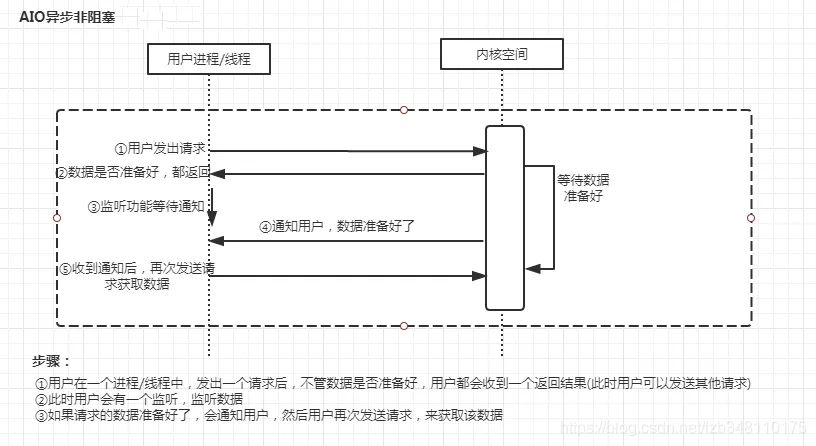 AIO异步非阻塞
用户进程/线程
内核空间
①用户发出请求
②数据是否准备好，都返回
等待数据
准备好
③监听功能等待通知
④通知用户，数据准备好了
⑤收到通知后，再次发送请
求获取数据
步骤：
①用户在一个进程/线程中，发出一个请求后，不管数据是否准备好，用户都会收到一个返回结果(此时用户可以发送其他请求)
②此时用户会有一个监听，监听数据
③如果请求的数据准备好了，会通知用户，然后用户再次发送请求，来获取该数据
https://blog.csdn.net/lzb348110175